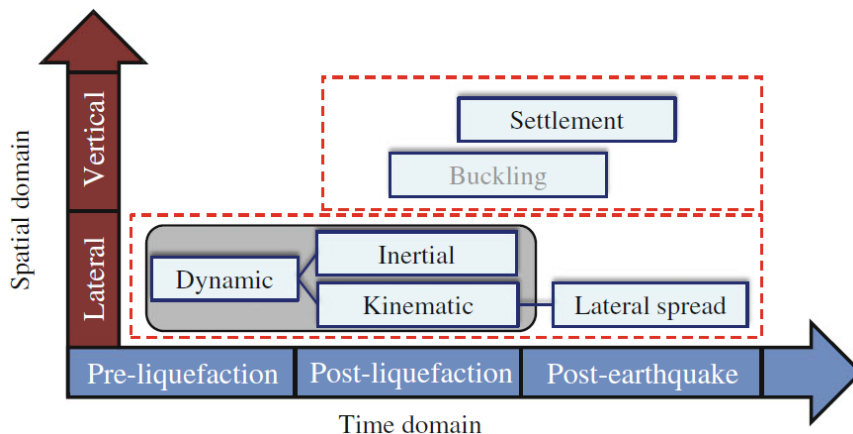 Spatial domain
Vertical
Lateral
Settlement
Buckling
Dynamic
Inertial
Kinematic
Lateral spread
Pre-liquefaction
Post-liquefaction
Post-earthquake
Time domain